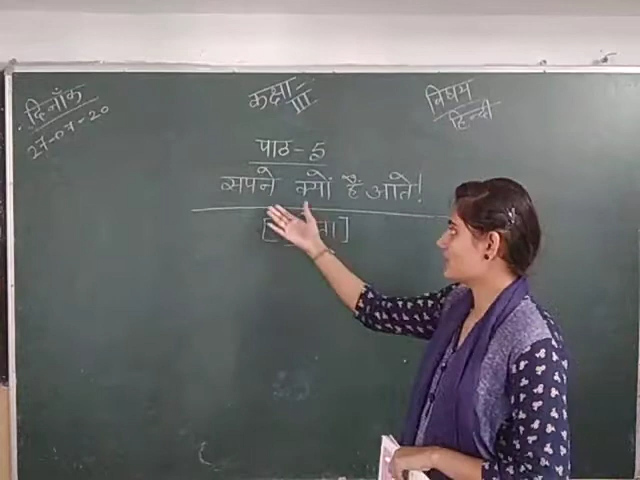 दिनाँक
27-07-20
कक्षा-III
विषय
हिन्दी
पाठ-5
सपने क्यों हैं आते!